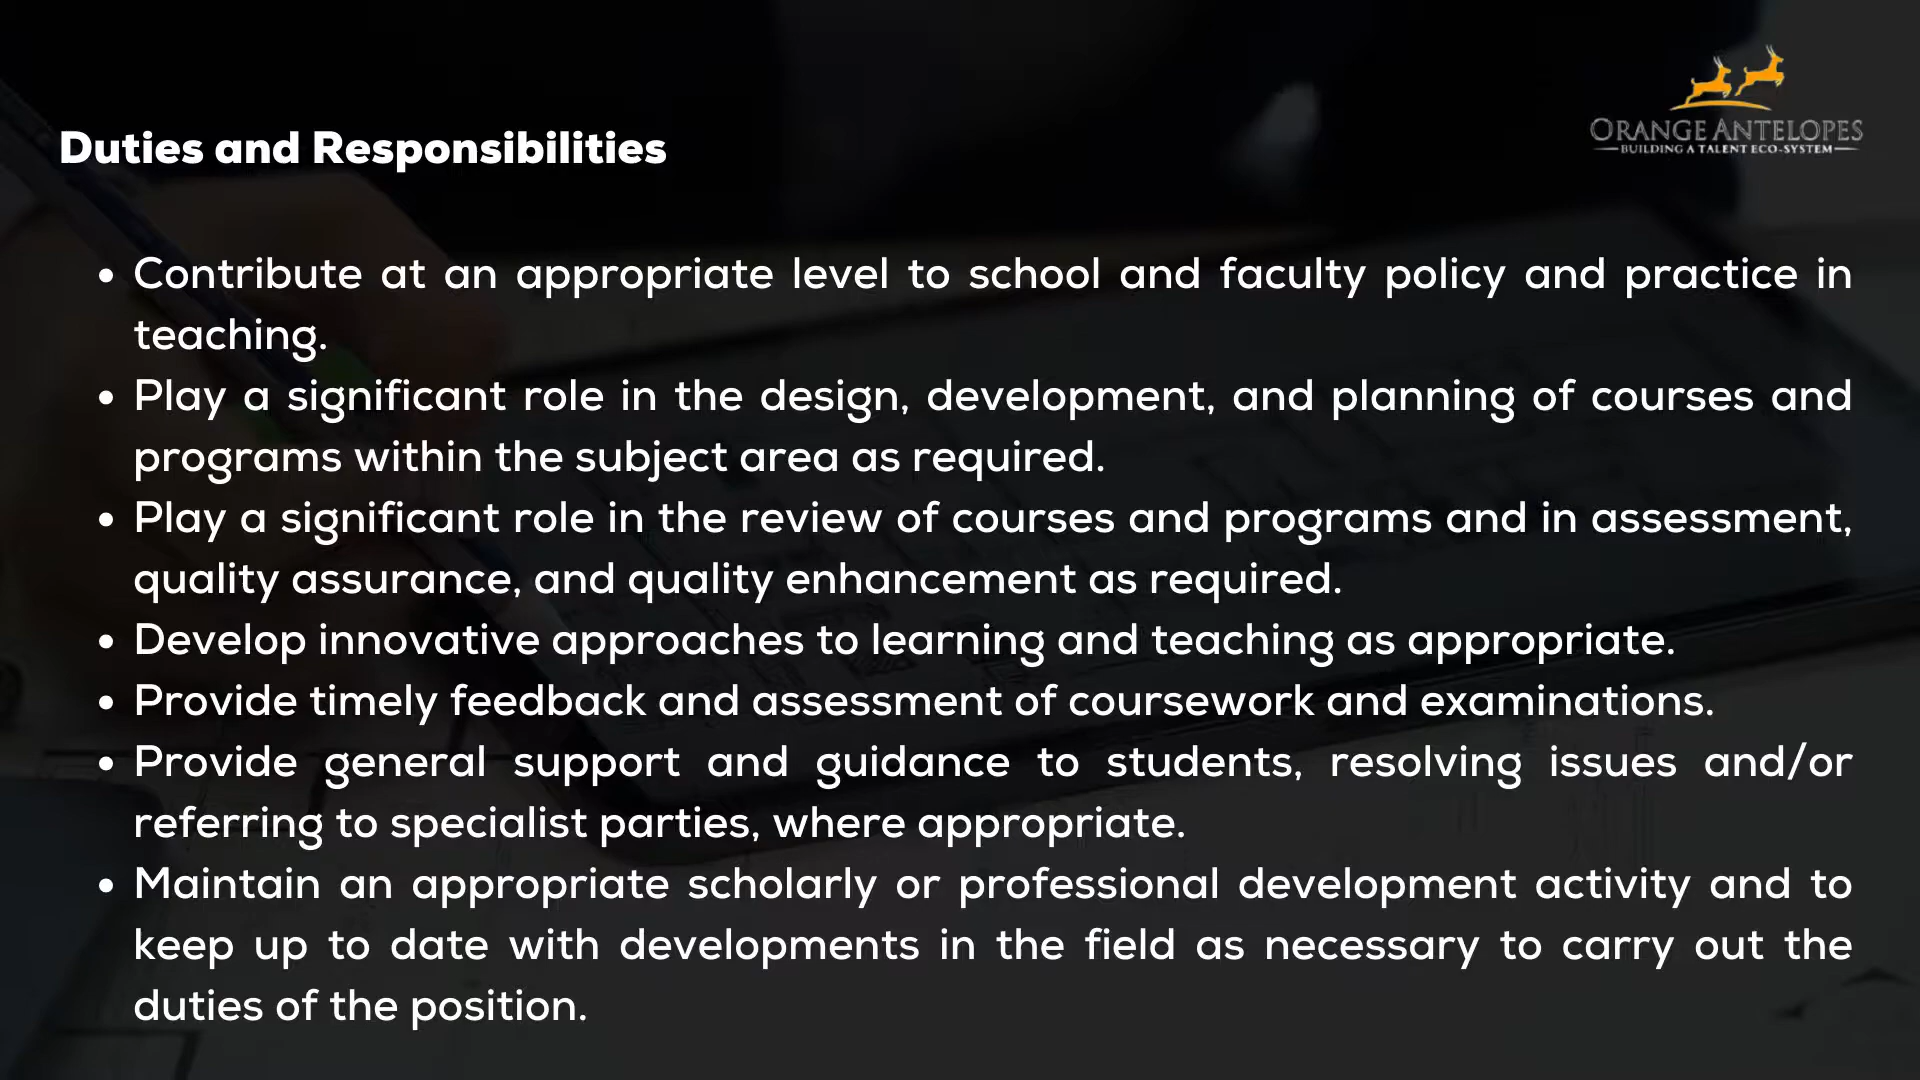 ORANGE ANTELOPES
BUILDING A TALENT ECO-SYSTEM
Duties and Responsibilities
• Contribute at an appropriate level to school and faculty policy and practice in
teaching.
• Play a significant role in the design, development, and planning of courses and
programs within the subject area as required.
• Play a significant role in the review of courses and programs and in assessment,
quality assurance, and quality enhancement as required.
• Develop innovative approaches to learning and teaching as appropriate.
• Provide timely feedback and assessment of coursework and examinations.
• Provide general support and guidance to students, resolving issues and/or
referring to specialist parties, where appropriate.
• Maintain an appropriate scholarly or professional development activity and to
keep up to date with developments in the field as necessary to carry out the
duties of the position.